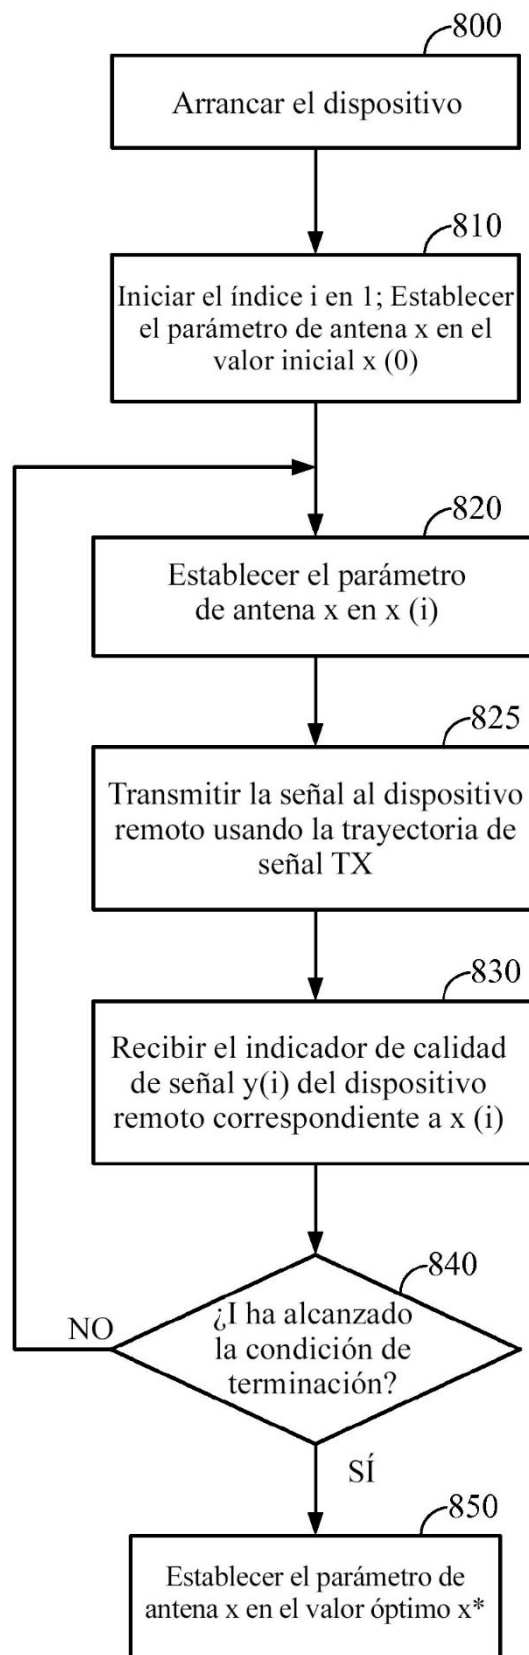 800
Arrancar el dispositivo
810
Iniciar el índice i en 1; Establecer
el parámetro de antena x en el
valor inicial x (0)
820
Establecer el parámetro
de antena x en x (i)
825
Transmitir la señal al dispositivo
remoto usando la trayectoria de
señal TX
830
Recibir el indicador de calidad
de señal y(i) del dispositivo
remoto correspondiente a x (i)
840
¿I ha alcanzado
la condición de
terminación?
NO
SÍ
850
Establecer el parámetro de
antena x en el valor óptimo x*